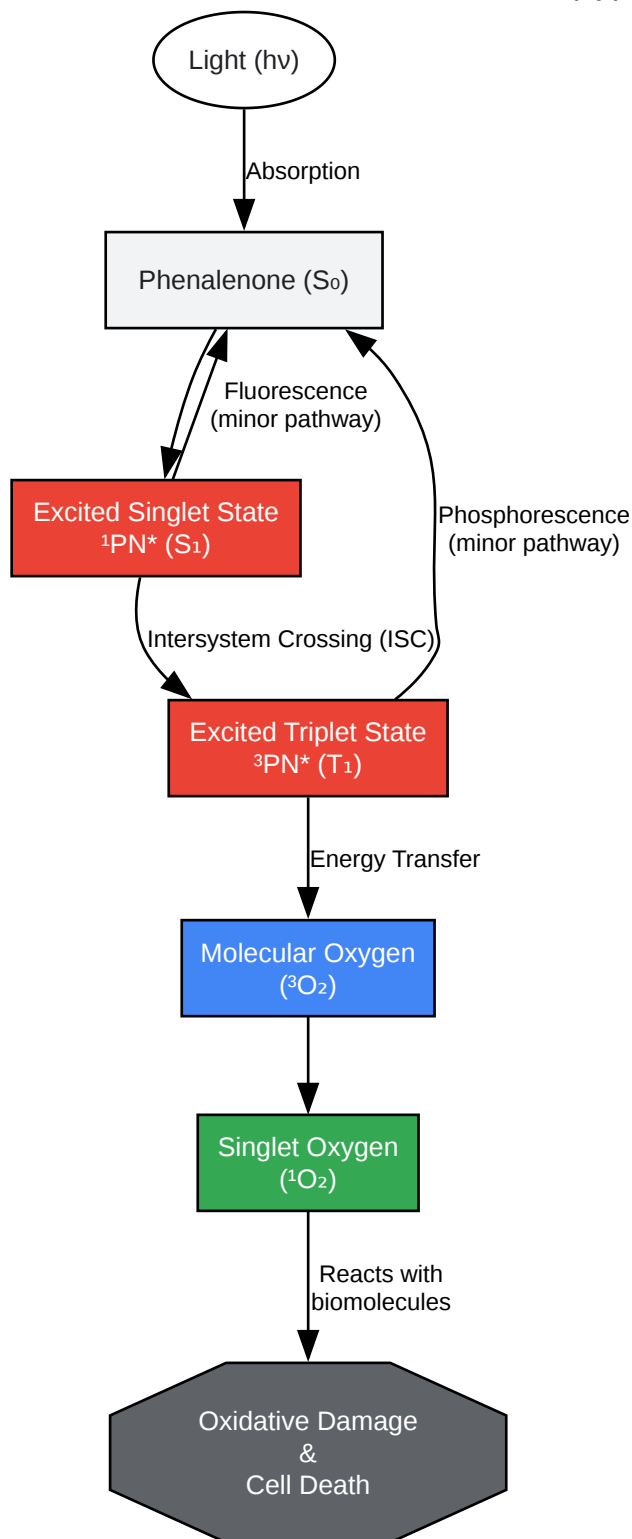 Light (hν)
Absorption
Phenalenone (S₀)
Fluorescence
(minor pathway)
Excited Singlet State
¹PN* (S₁)
Phosphorescence
(minor pathway)
Intersystem Crossing (ISC)
Excited Triplet State
³PN* (T₁)
Energy Transfer
Molecular Oxygen
(³O₂)
Singlet Oxygen
(¹O₂)
Reacts with
biomolecules
Oxidative Damage
&
Cell Death